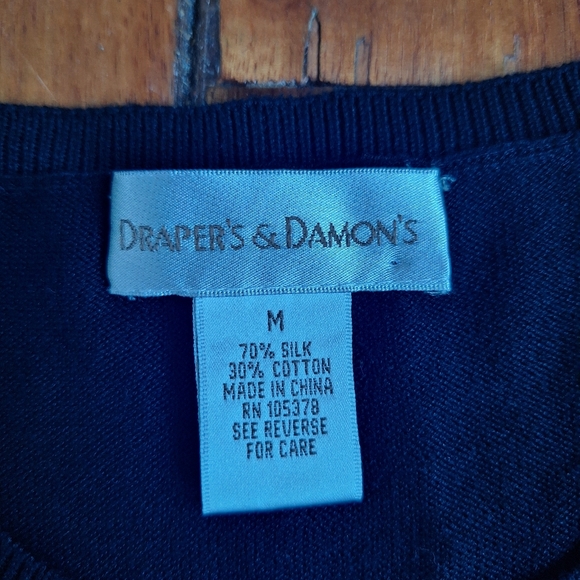 DRAPER'S & DAMON'S
M
70% SILK
30% COTTON
MADE IN CHINA
RN 105378
SEE REVERSE
FOR CARE